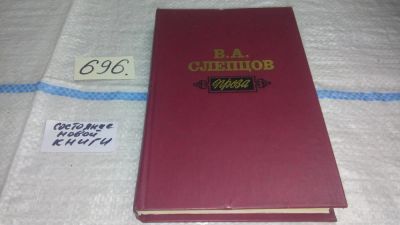 696.
состояние
новой
книги
В.А.
СЛЕПЦОВ
проза